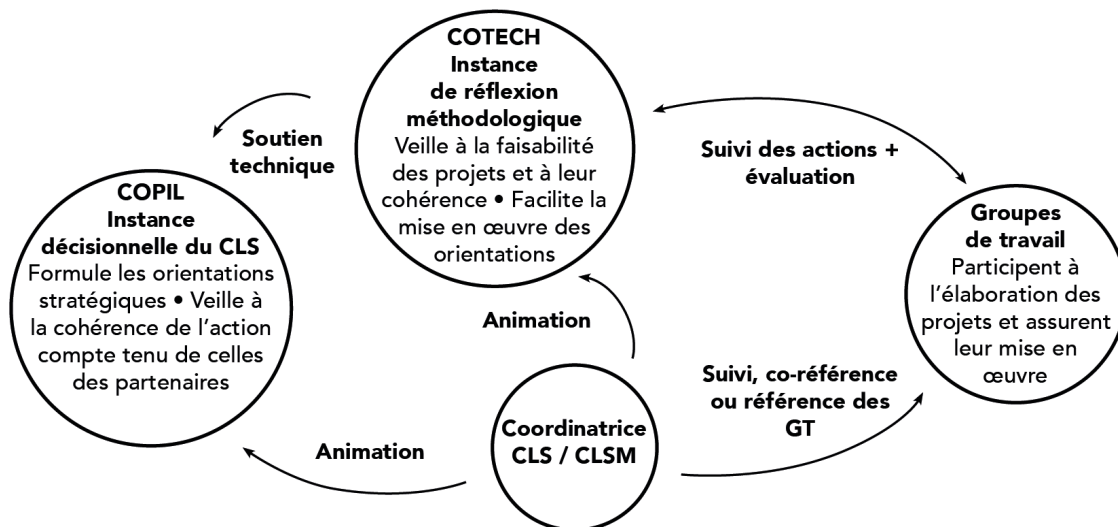 COTECH
Instance
de réflexion
méthodologique
Veille à la faisabilité
des projets et à leur
cohérence • Facilite la
mise en œuvre des
orientations
Soutien
technique
Suivi des actions +
évaluation
COPIL
Instance
décisionnelle du CLS
Formule les orientations
stratégiques • Veille à
la cohérence de l'action
compte tenu de celles
des partenaires
Groupes
de travail
Participent à
l'élaboration des
projets et assurent
leur mise en
œuvre
Animation
Suivi, co-référence
ou référence des
GT
Coordinatrice
CLS / CLSM
Animation